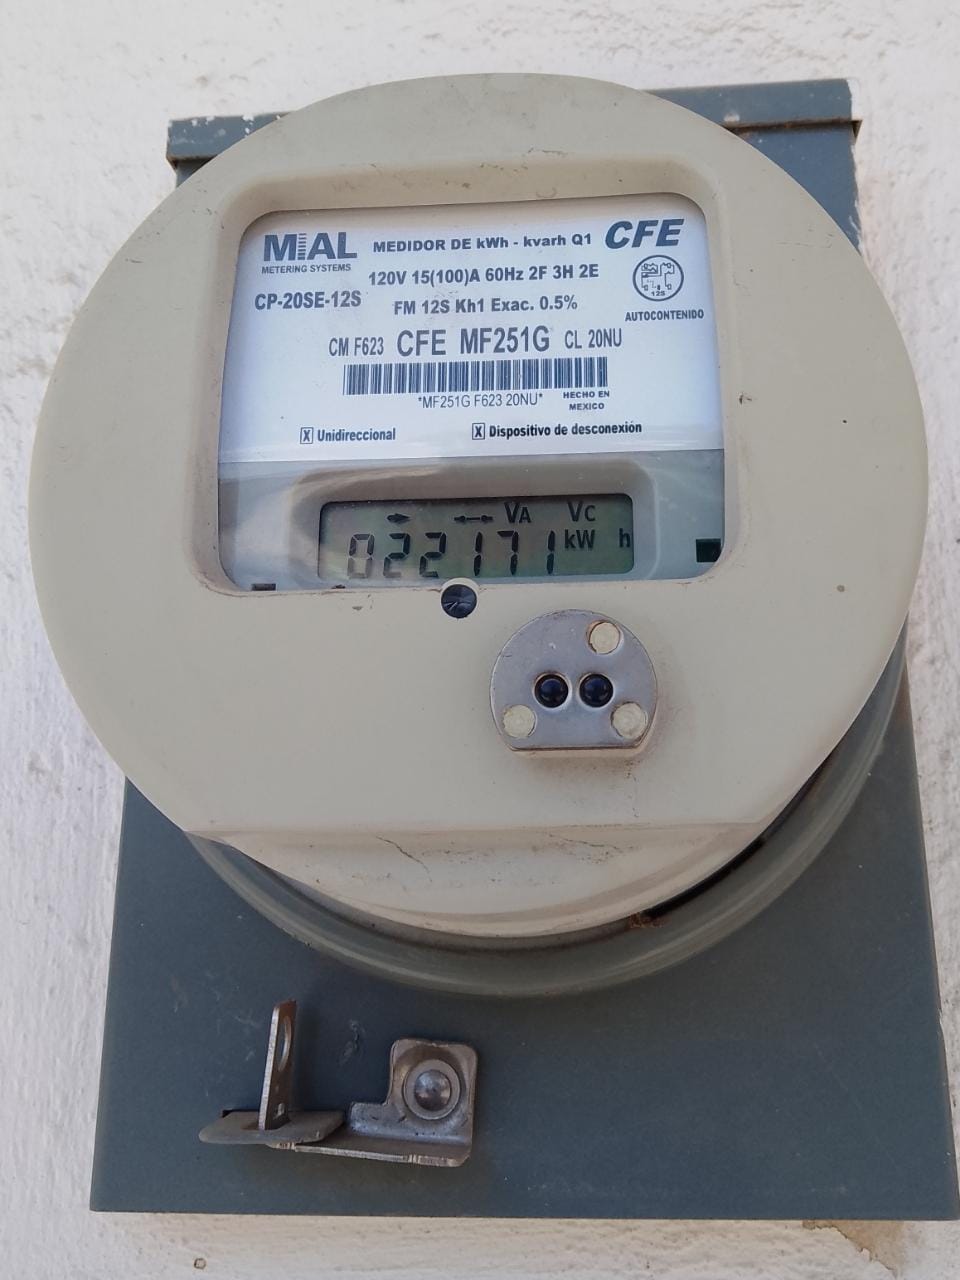 MIAL
METERING SYSTEMS
MEDIDOR DE kWh - kvarh Q1
CFE
120V 15(100)A 60Hz 2F 3H 2E
CP-20SE-12S
FM 12S Kh1 Exac. 0.5%
12S
AUTOCONTENIDO
CM F623 CFE MF251G CL 20NU
*MF251G F623 20NU*
HECHO EN
MEXICO
X Unidireccional
X Dispositivo de desconexión
VA VC
022171 kW h